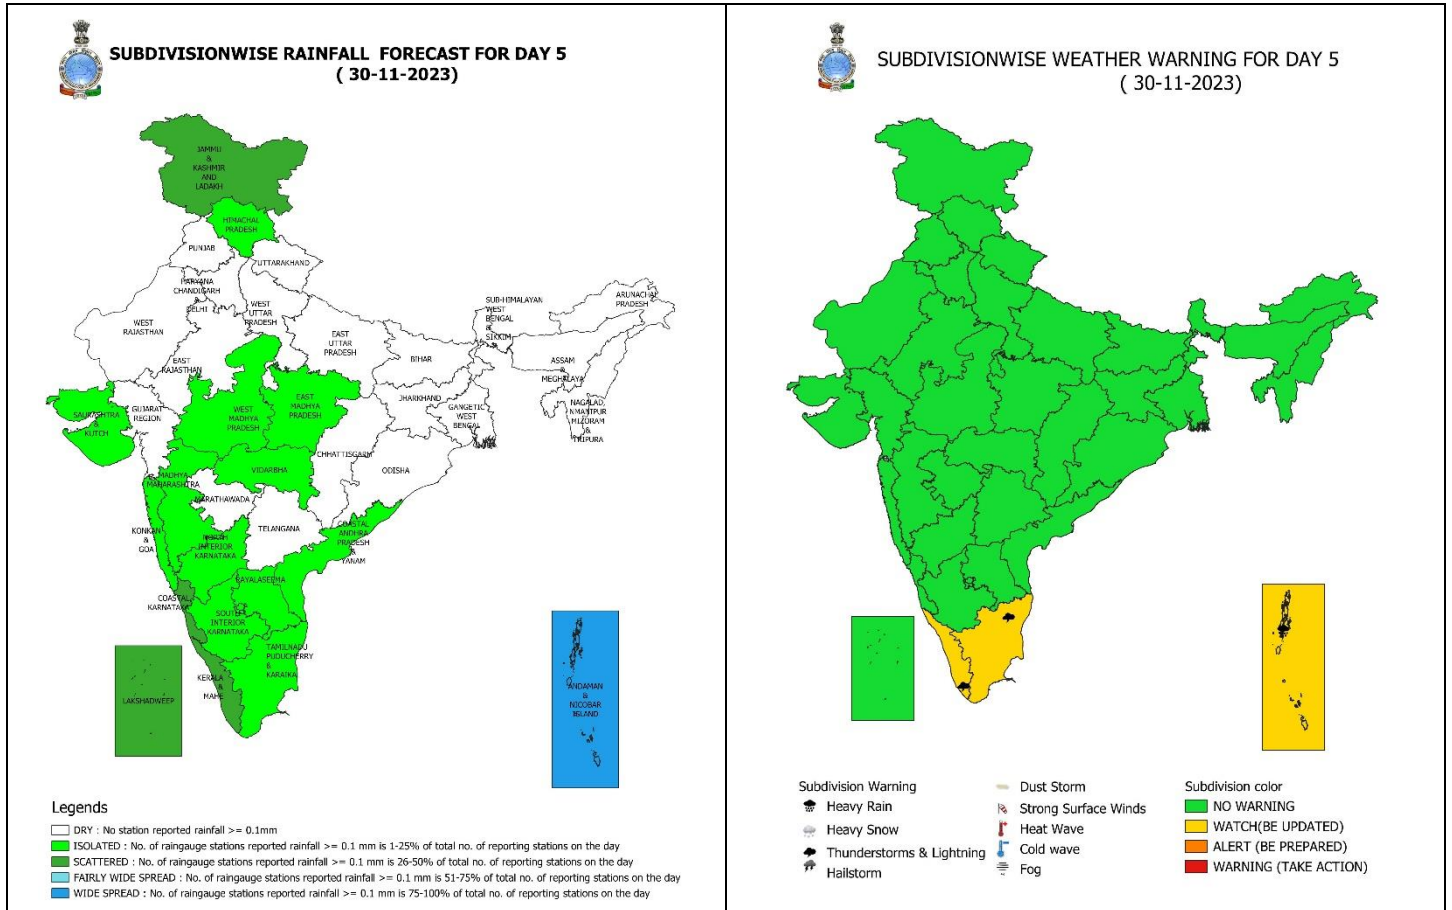 SUBDIVISIONWISE RAINFALL FORECAST FOR DAY 5
( 30-11-2023)
JAMMU
&
KASHMIR
AND
LADAKH
HIMACHAL
PRADESH
PUNJAB
UTTARAKHAND
HARYANA
CHANDIGARH
&
DELHI
WEST
UTTAR
PRADESH
WEST
RAJASTHAN
EAST
RAJASTHAN
EAST
UTTAR
PRADESH
BIHAR
SUB-HIMALAYAN
WEST
BENGAL
&
SIKKIM
ARUNACHAL
PRADESH
ASSAM
&
MEGHALAYA
NAGALAD,
NMANIPUR
MIZORAM
&
TRIPURA
JHARKHAND
GANGETIC
WEST
BENGAL
SAURASHTRA
&
KUTCH
GUJARAT
REGION
WEST
MADHYA
PRADESH
EAST
MADHYA
PRADESH
CHHATTISGARH
ODISHA
VIDARBHA
MADHYA
MAHARASHTRA
MARATHAWADA
TELANGANA
KONKAN
&
GOA
NORTH
INTERIOR
KARNATAKA
COASTAL
ANDHRA
PRADESH
&
YANAM
RAYALASEEMA
COASTAL
KARNATAKA
SOUTH
INTERIOR
KARNATAKA
TAMILNADU
PUDUCHERRY
&
KARAIKA
KERALA
&
MAHE
LAKSHADWEEP
ANDAMAN
&
NICOBAR
ISLAND
Legends
DRY : No station reported rainfall >= 0.1mm
ISOLATED : No. of raingauge stations reported rainfall >= 0.1 mm is 1-25% of total no. of reporting stations on the day
SCATTERED : No. of raingauge stations reported rainfall >= 0.1 mm is 26-50% of total no. of reporting stations on the day
FAIRLY WIDE SPREAD : No. of raingauge stations reported rainfall >= 0.1 mm is 51-75% of total no. of reporting stations on the day
WIDE SPREAD : No. of raingauge stations reported rainfall >= 0.1 mm is 75-100% of total no. of reporting stations on the day
SUBDIVISIONWISE WEATHER WARNING FOR DAY 5
( 30-11-2023)
Subdivision Warning
Heavy Rain
Heavy Snow
Thunderstorms & Lightning
Hailstorm
Dust Storm
Strong Surface Winds
Heat Wave
Cold wave
Fog
Subdivision color
NO WARNING
WATCH(BE UPDATED)
ALERT (BE PREPARED)
WARNING (TAKE ACTION)